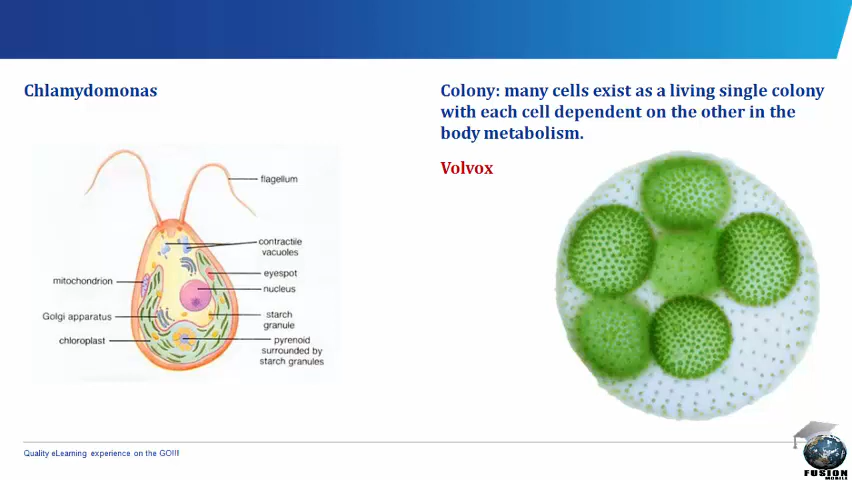 Chlamydomonas
flagellum
contractile
vacuoles
eyespot
mitochondrion
nucleus
Golgi apparatus
starch
granule
chloroplast
pyrenoid
surrounded by
starch granules
Colony: many cells exist as a living single colony
with each cell dependent on the other in the
body metabolism.
Volvox
Quality eLearning experience on the GO!!!
FUSION
MOBILE